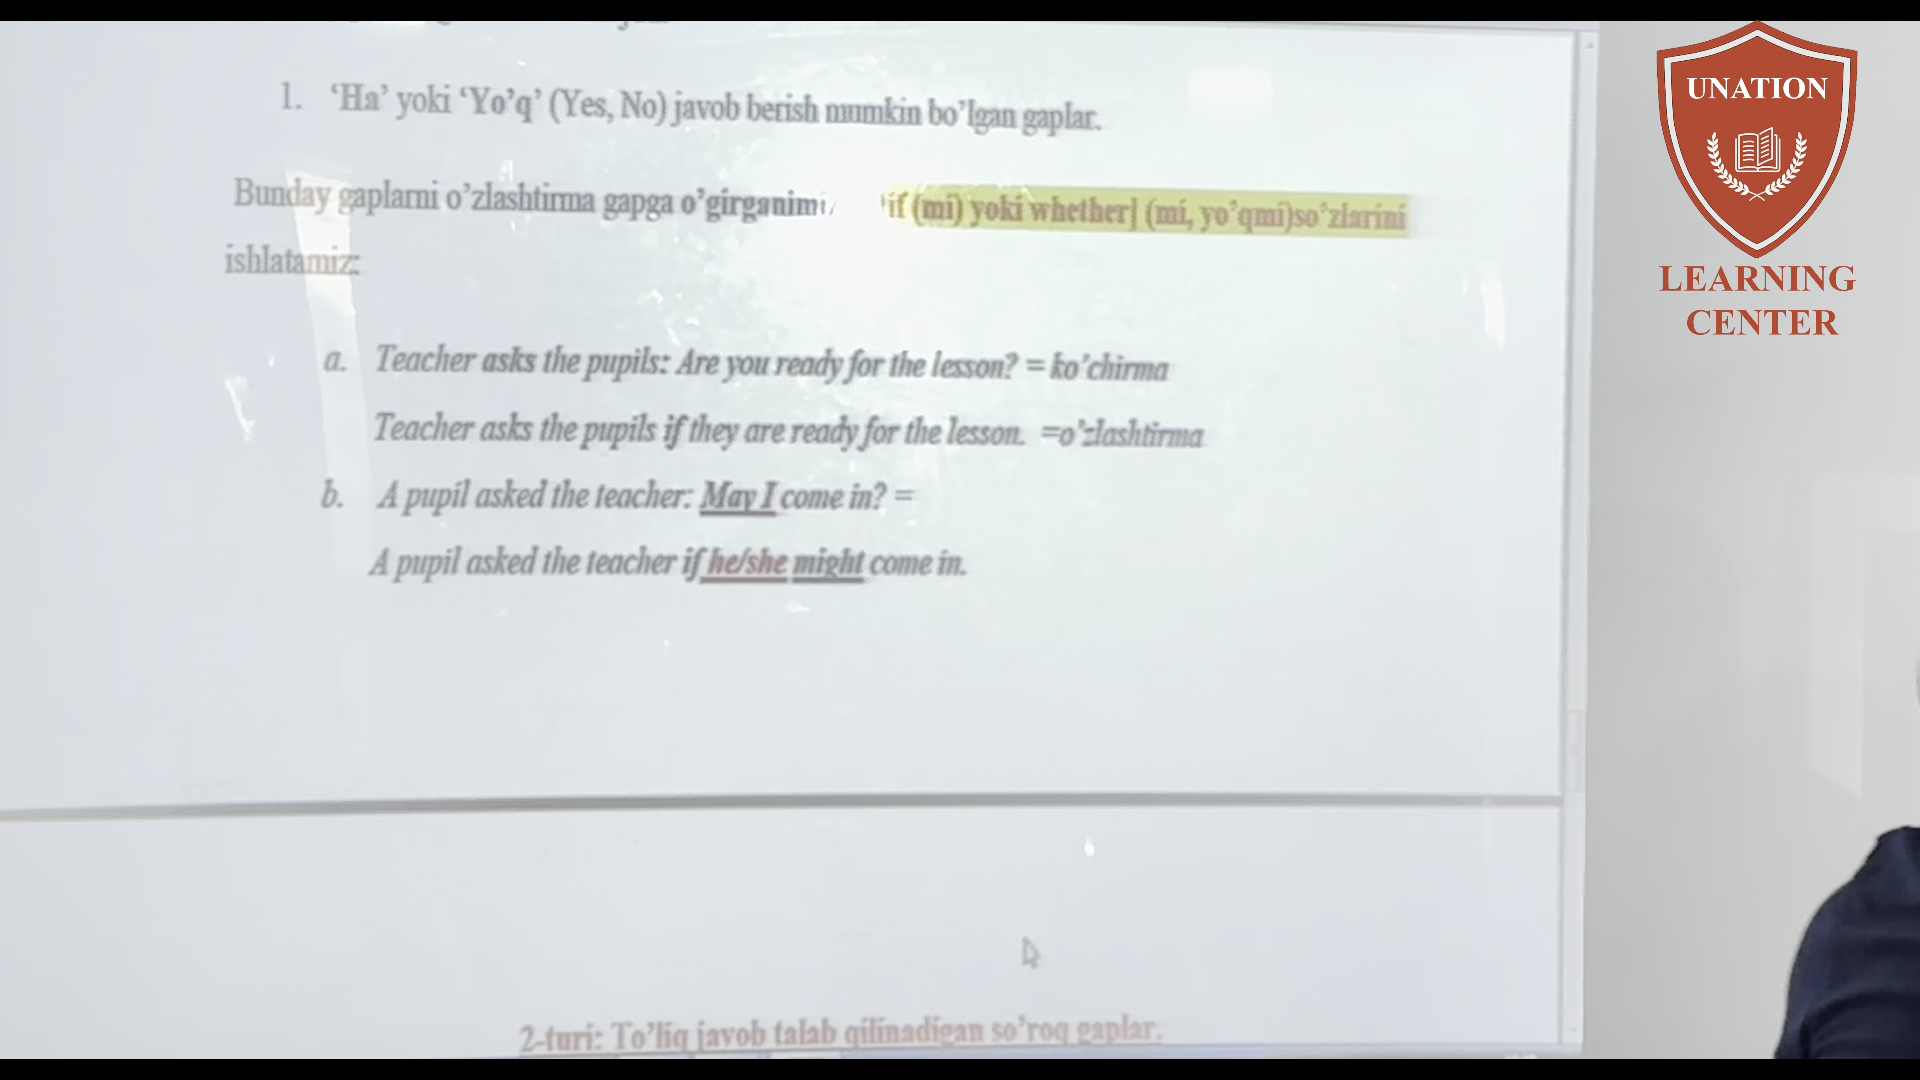 1. ‘Ha’ yoki ‘Yo’q’ (Yes, No) javob berish mumkin bo’lgan gaplar.
Bunday gaplarni o’zlashtirma gapga o’girganimiz if (mi) yoki whether] (mi, yo’qmi)so’zlarini
ishlatamiz:
a. Teacher asks the pupils: Are you ready for the lesson? = ko’chirma
Teacher asks the pupils if they are ready for the lesson. =o’zlashtirma
b. A pupil asked the teacher: May I come in? =
A pupil asked the teacher if he/she might come in.
2-turi: To’liq javob talab qilinadigan so’roq gaplar.
UNATION
LEARNING
CENTER